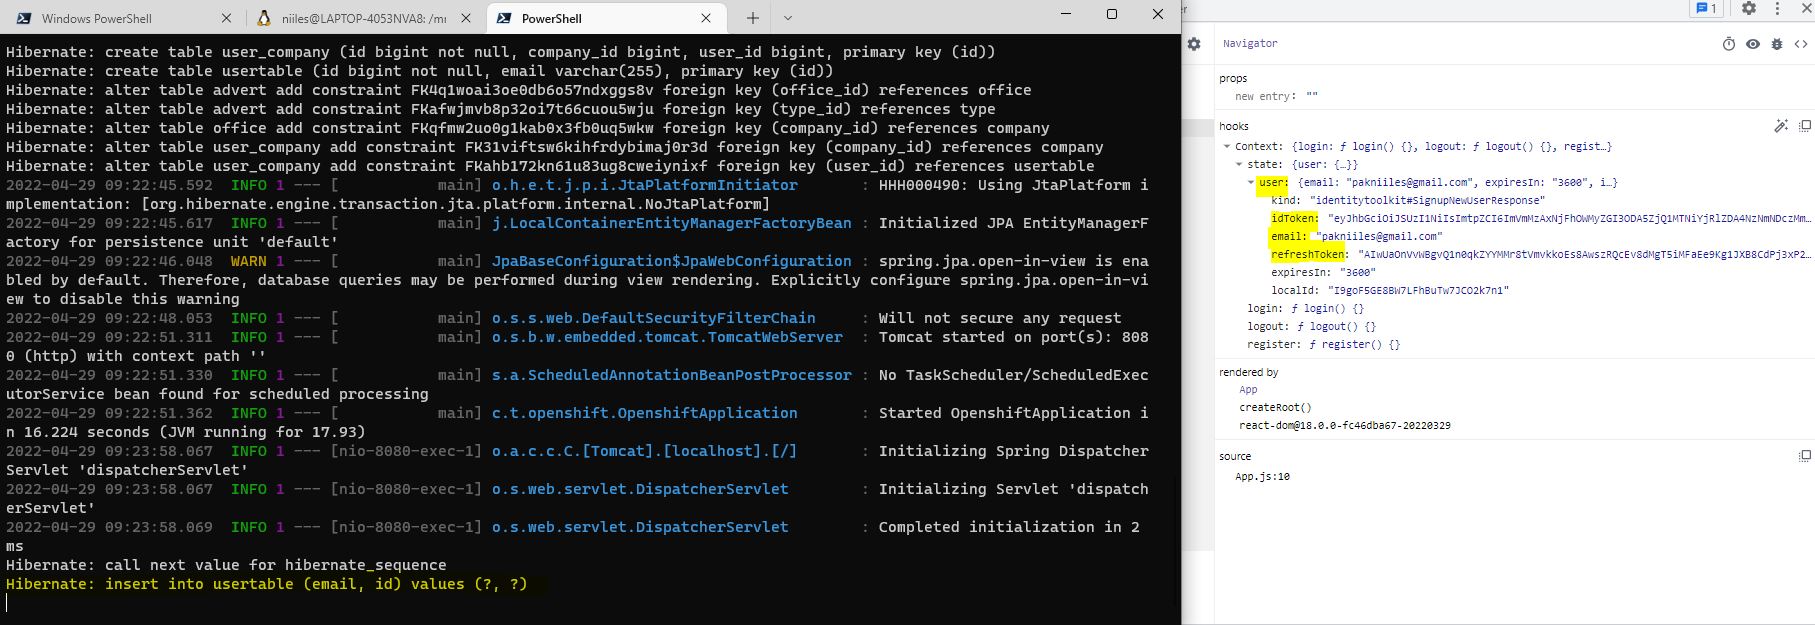 Windows PowerShell
niiles@LAPTOP-4053NVA8: /m
PowerShell
Hibernate: create table user_company (id bigint not null, company_id bigint, user_id bigint, primary key (id))
Hibernate: create table usertable (id bigint not null, email varchar(255), primary key (id))
Hibernate: alter table advert add constraint FK4q1woai3oe0db6o57ndxggs8v foreign key (office_id) references office
Hibernate: alter table advert add constraint FKafwjmvb8p32oi7t66cuou5wju foreign key (type_id) references type
Hibernate: alter table office add constraint FKqfmw2uo0g1kab0x3fb0uq5wkw foreign key (company_id) references company
Hibernate: alter table user_company add constraint FK31viftsw6kihfrdybimaj0r3d foreign key (company_id) references company
Hibernate: alter table user_company add constraint FKahb172kn61u83ug8cweiynixf foreign key (user_id) references usertable
2022-04-29 09:22:45.592  INFO 1 --- [           main] o.h.e.t.j.p.i.JtaPlatformInitiator       : HHH000490: Using JtaPlatform i
mplementation: [org.hibernate.engine.transaction.jta.platform.internal.NoJtaPlatform]
2022-04-29 09:22:45.617  INFO 1 --- [           main] j.LocalContainerEntityManagerFactoryBean : Initialized JPA EntityManagerF
actory for persistence unit 'default'
2022-04-29 09:22:46.048  WARN 1 --- [           main] JpaBaseConfiguration$JpaWebConfiguration : spring.jpa.open-in-view is ena
bled by default. Therefore, database queries may be performed during view rendering. Explicitly configure spring.jpa.open-in-vi
ew to disable this warning
2022-04-29 09:22:48.053  INFO 1 --- [           main] o.s.s.web.DefaultSecurityFilterChain     : Will not secure any request
2022-04-29 09:22:51.311  INFO 1 --- [           main] o.s.b.w.embedded.tomcat.TomcatWebServer  : Tomcat started on port(s): 808
0 (http) with context path ''
2022-04-29 09:22:51.330  INFO 1 --- [           main] s.a.ScheduledAnnotationBeanPostProcessor : No TaskScheduler/ScheduledExec
utorService bean found for scheduled processing
2022-04-29 09:22:51.362  INFO 1 --- [           main] c.t.openshift.OpenshiftApplication       : Started OpenshiftApplication i
n 16.224 seconds (JVM running for 17.93)
2022-04-29 09:23:58.067  INFO 1 --- [nio-8080-exec-1] o.a.c.c.C.[Tomcat].[localhost].[/]       : Initializing Spring Dispatcher
Servlet 'dispatcherServlet'
2022-04-29 09:23:58.067  INFO 1 --- [nio-8080-exec-1] o.s.web.servlet.DispatcherServlet        : Initializing Servlet 'dispatch
erServlet'
2022-04-29 09:23:58.069  INFO 1 --- [nio-8080-exec-1] o.s.web.servlet.DispatcherServlet        : Completed initialization in 2
ms
Hibernate: call next value for hibernate_sequence
Hibernate: insert into usertable (email, id) values (?, ?)
er
1
Navigator
props
new entry: ""
hooks
Context: {login: ƒ login() {}, logout: ƒ logout() {}, regist…}
state: {user: {…}}
user: {email: "pakniiles@gmail.com", expiresIn: "3600", i…}
kind: "identitytoolkit#SignupNewUserResponse"
idToken:
email: "pakniiles@gmail.com"
refreshToken:
expiresIn: "3600"
localId: "I9goF5GE8BW7LFhBuTw7JCO2k7n1"
login: ƒ login() {}
logout: ƒ logout() {}
register: ƒ register() {}
rendered by
App
createRoot()
react-dom@18.0.0-fc46dba67-20220329
source
App.js:10